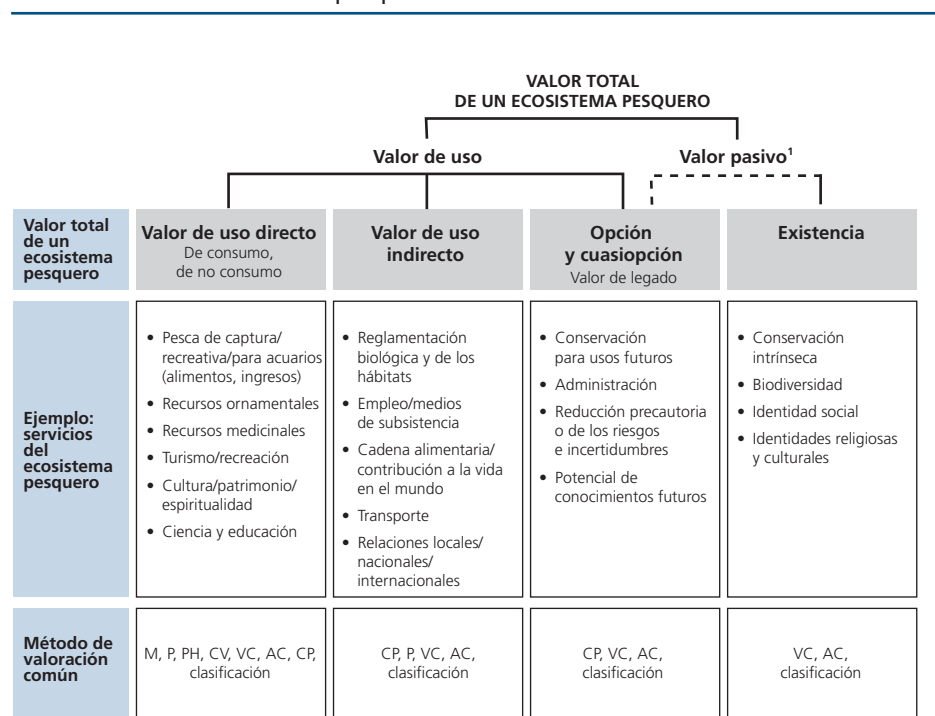 VALOR TOTAL
DE UN ECOSISTEMA PESQUERO
Valor de uso
Valor pasivo¹
Valor total
de un
ecosistema
pesquero
Valor de uso directo
De consumo,
de no consumo
Valor de uso
indirecto
Opción
y cuasiopción
Valor de legado
Existencia
Ejemplo:
servicios
del
ecosistema
pesquero
• Pesca de captura/
recreativa/para acuarios
(alimentos, ingresos)
• Recursos ornamentales
• Recursos medicinales
• Turismo/recreación
• Cultura/patrimonio/
espiritualidad
• Ciencia y educación
• Reglamentación
biológica y de los
hábitats
• Empleo/medios
de subsistencia
• Cadena alimentaria/
contribución a la vida
en el mundo
• Transporte
• Relaciones locales/
nacionales/
internacionales
• Conservación
para usos futuros
• Administración
• Reducción precautoria
o de los riesgos
e incertidumbres
• Potencial de
conocimientos futuros
• Conservación
intrínseca
• Biodiversidad
• Identidad social
• Identidades religiosas
y culturales
Método de
valoración
común
M, P, PH, CV, VC, AC, CP,
clasificación
CP, P, VC, AC,
clasificación
CP, VC, AC,
clasificación
VC, AC,
clasificación